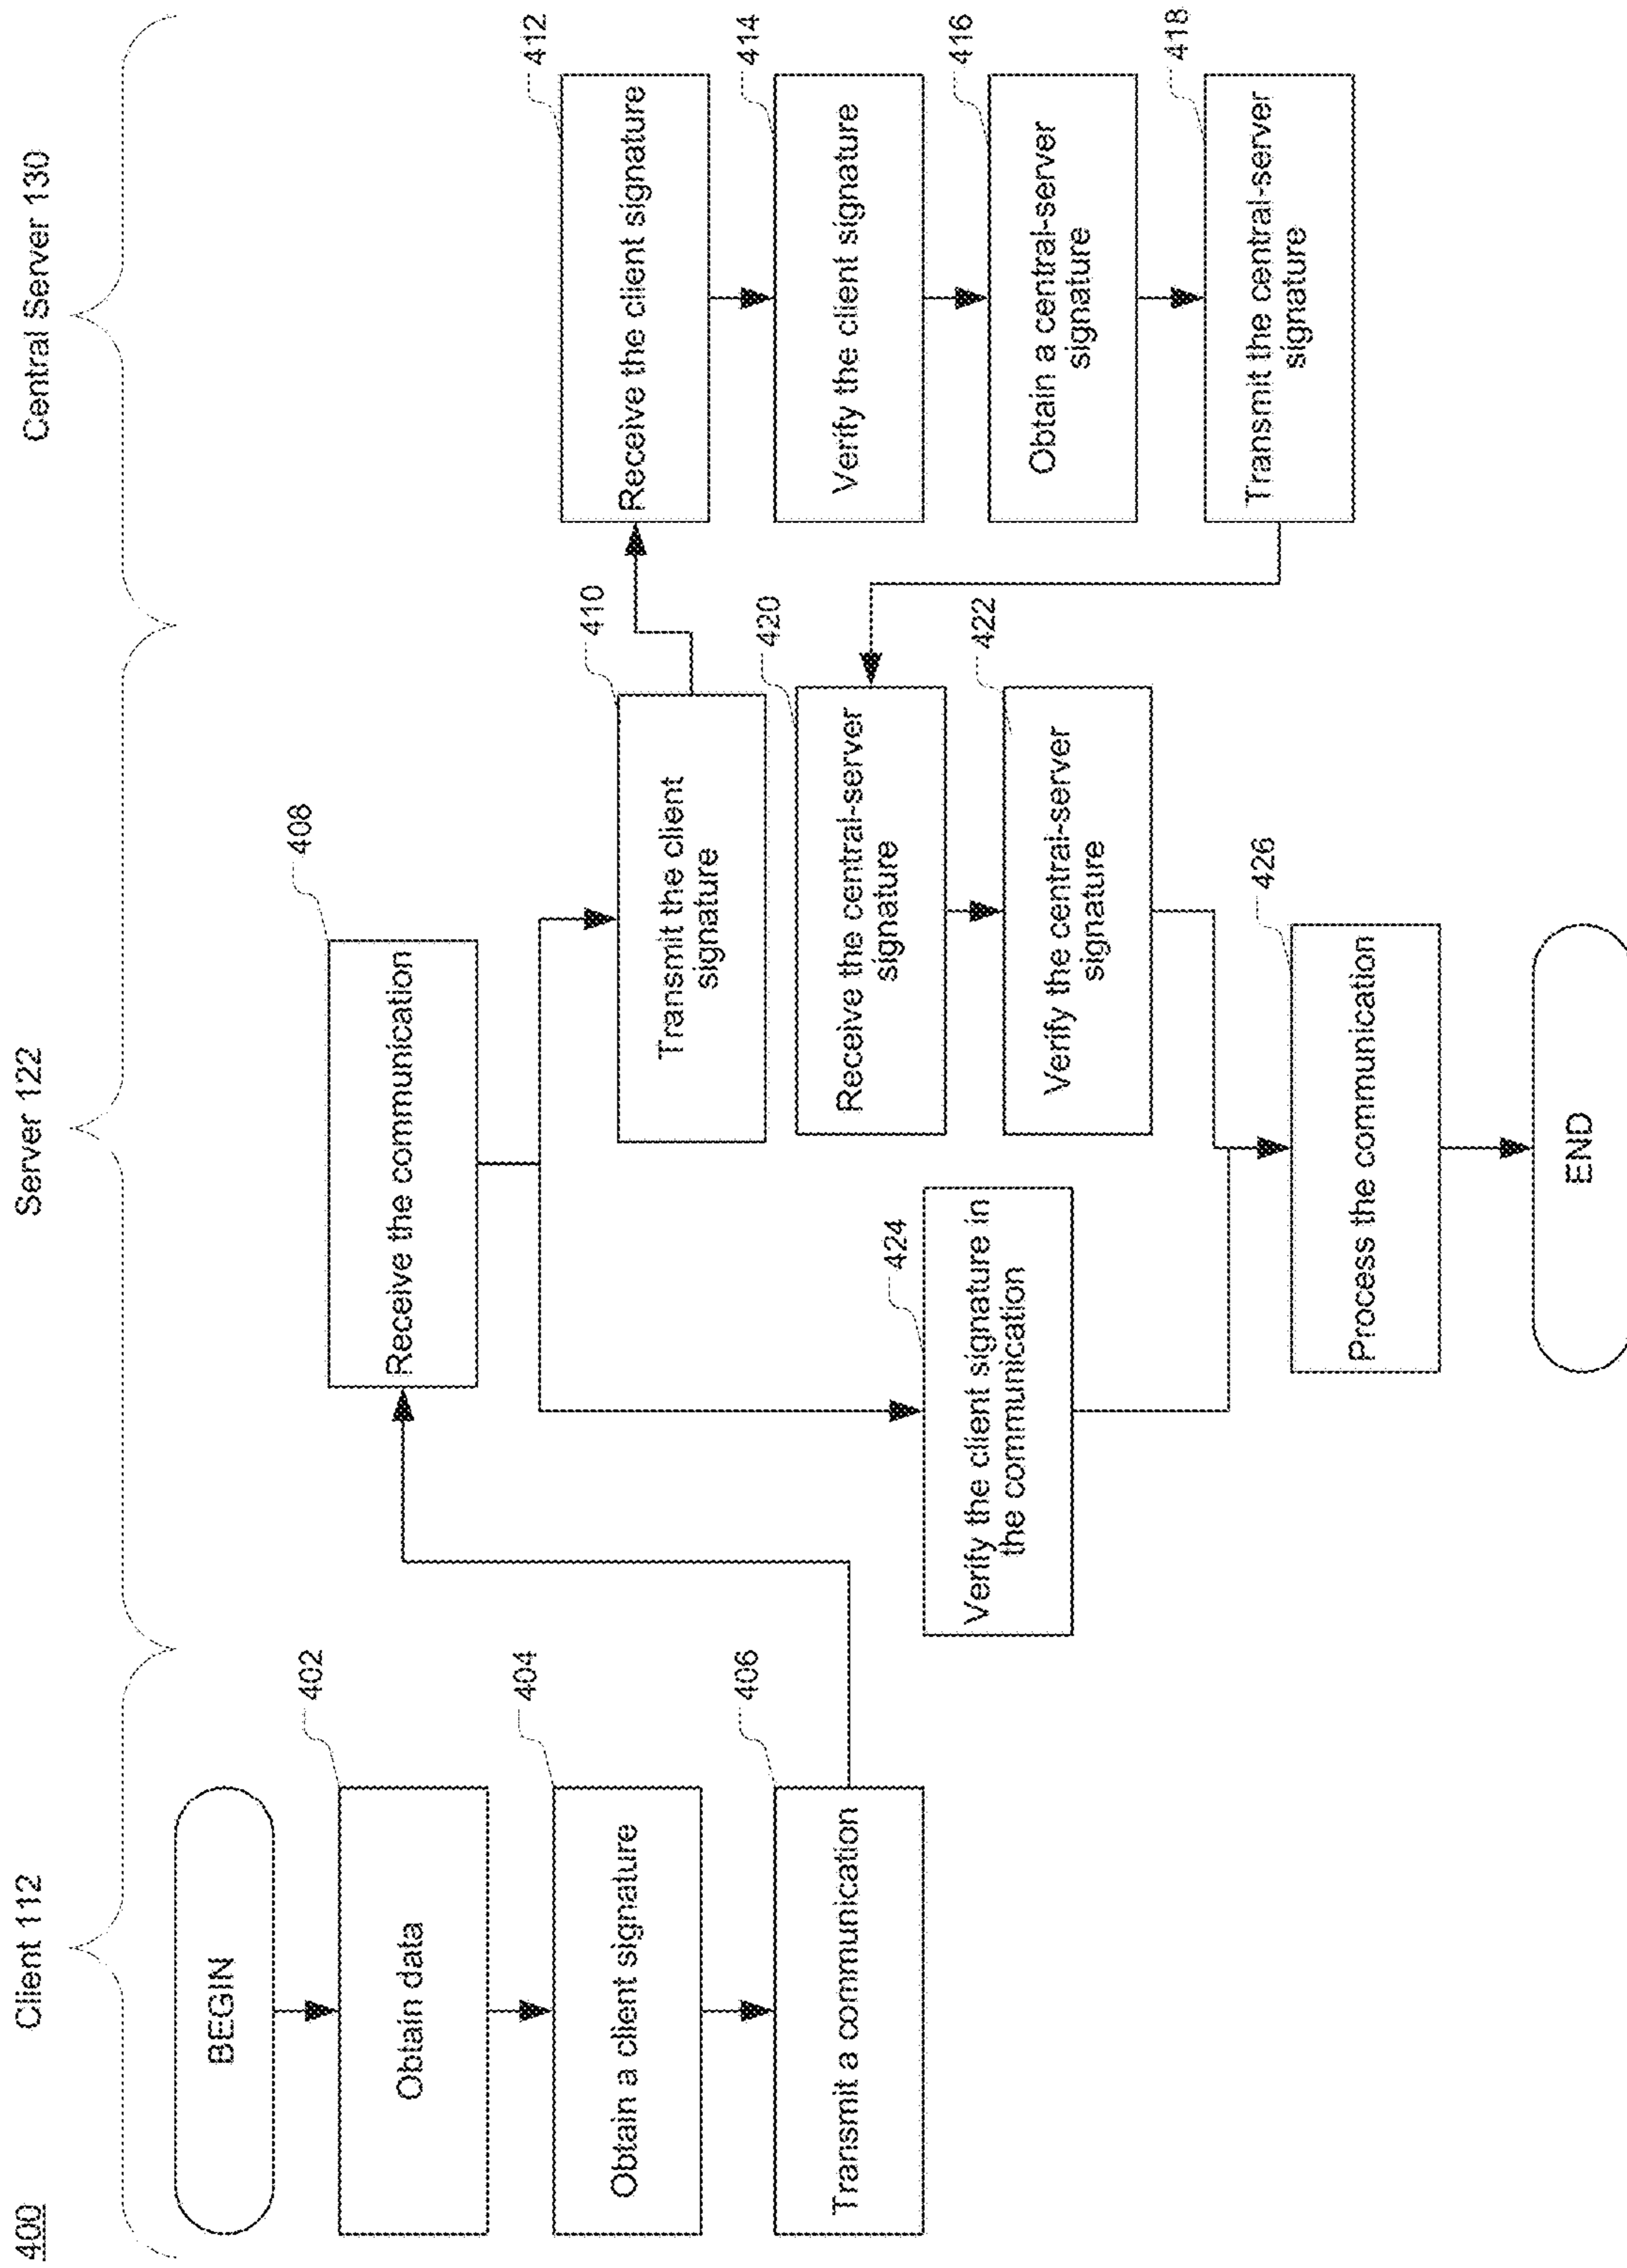 400
Client 112
Server 122
Central Server 130
BEGIN
402
Obtain data
404
Obtain a client signature
406
Transmit a communication
408
Receive the communication
410
Transmit the client
signature
412
Receive the client signature
414
Verify the client signature
416
Obtain a central-server
signature
418
Transmit the central-server
signature
420
Receive the central-server
signature
422
Verify the central-server
signature
424
Verify the client signature in
the communication
426
Process the communication
END